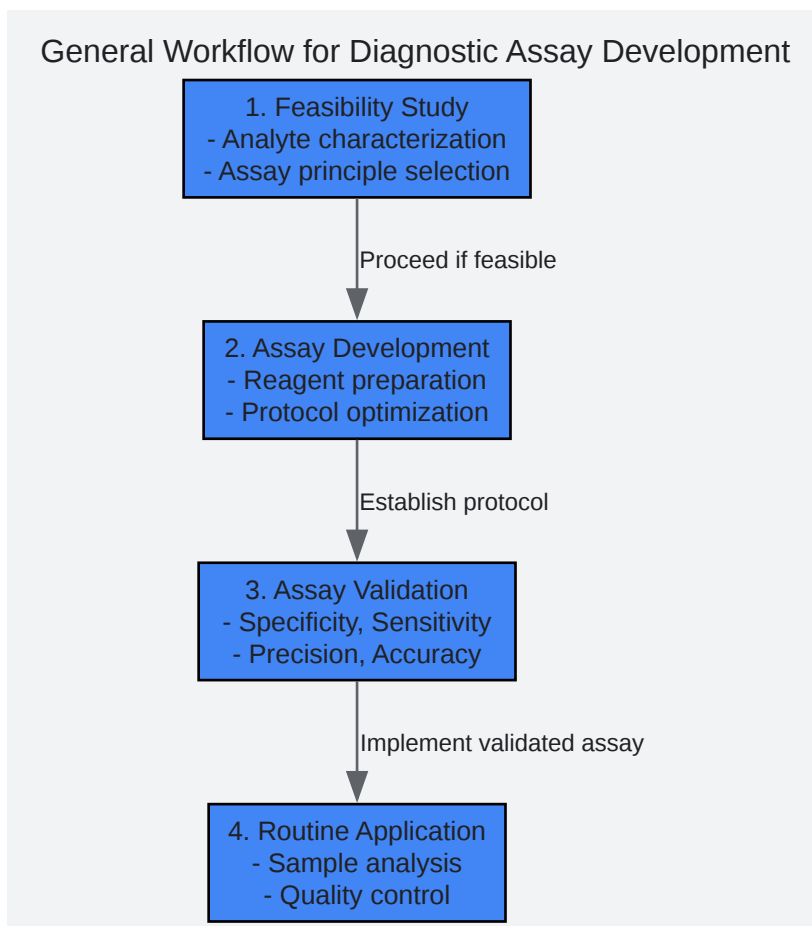 General Workflow for Diagnostic Assay Development
1. Feasibility Study
- Analyte characterization
- Assay principle selection
Proceed if feasible
2. Assay Development
- Reagent preparation
- Protocol optimization
Establish protocol
3. Assay Validation
- Specificity, Sensitivity
- Precision, Accuracy
Implement validated assay
4. Routine Application
- Sample analysis
- Quality control